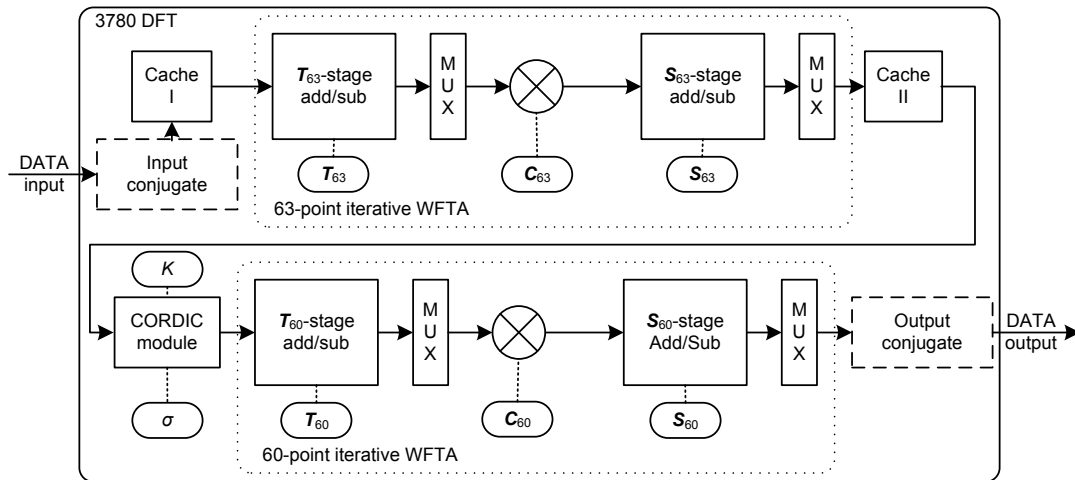 3780 DFT
Cache
I
T63-stage
add/sub
M
U
X
S63-stage
add/sub
M
U
X
Cache
II
DATA
input
Input
conjugate
T63
C63
S63
63-point iterative WFTA
K
CORDIC
module
σ
T60-stage
add/sub
M
U
X
S60-stage
Add/Sub
M
U
X
Output
conjugate
DATA
output
T60
C60
S60
60-point iterative WFTA